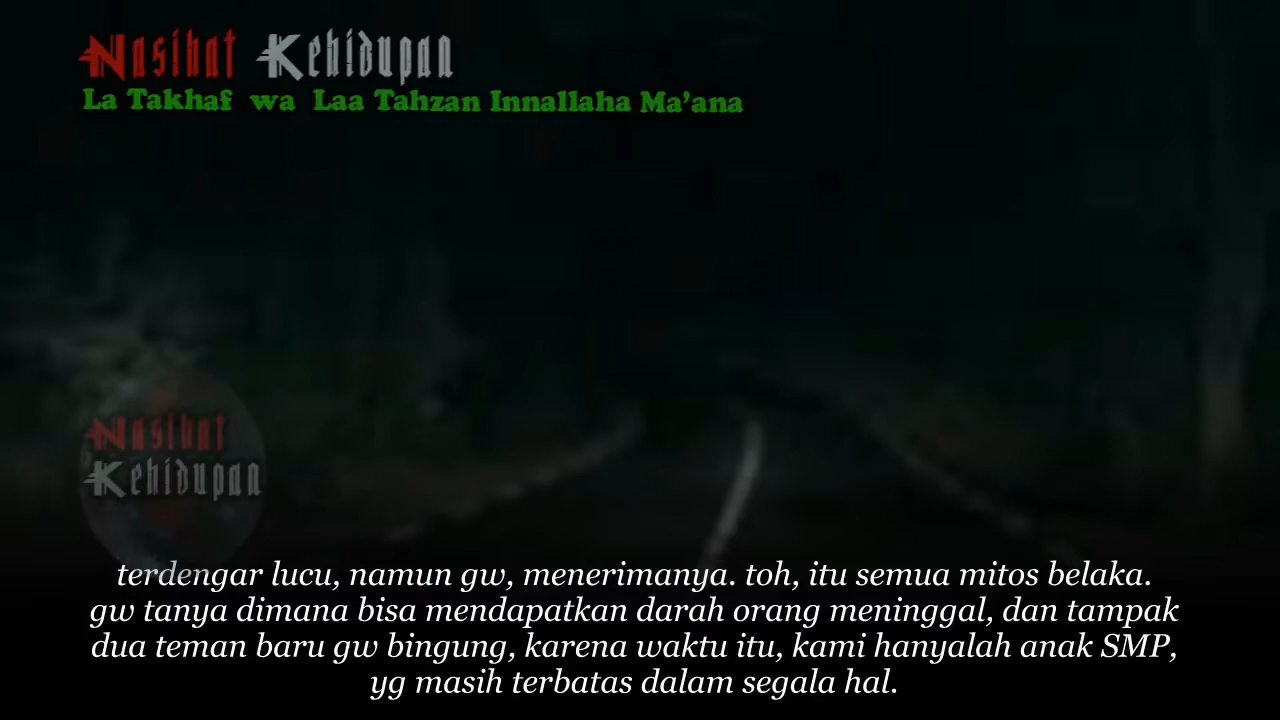 Nasihat Kehidupan
La Takhaf wa Laa Tahzan Innallaha Ma'ana
Nasihat
Kehidupan
terdengar lucu, namun gw, menerimanya. toh, itu semua mitos belaka.
gw tanya dimana bisa mendapatkan darah orang meninggal, dan tampak
dua teman baru gw bingung, karena waktu itu, kami hanyalah anak SMP,
yg masih terbatas dalam segala hal.